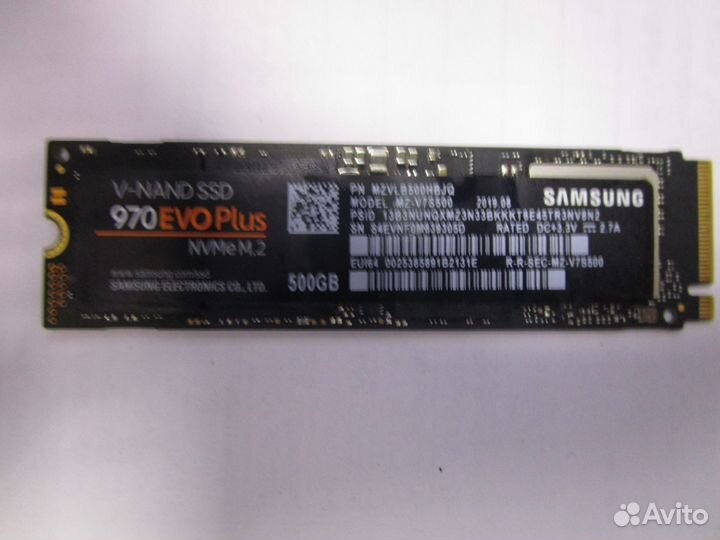 V-NAND SSD
970 EVO Plus
NVMe M.2
www.samsung.com/ssd
SAMSUNG ELECTRONICS CO., LTD.
500GB
PN MZVLB500HBJQ
MODEL MZ-V7S500 2019.08
RATED DC+3.3V 2.7A
EUI64
R-R-SEC-MZ-V7S500
SAMSUNG
Avito